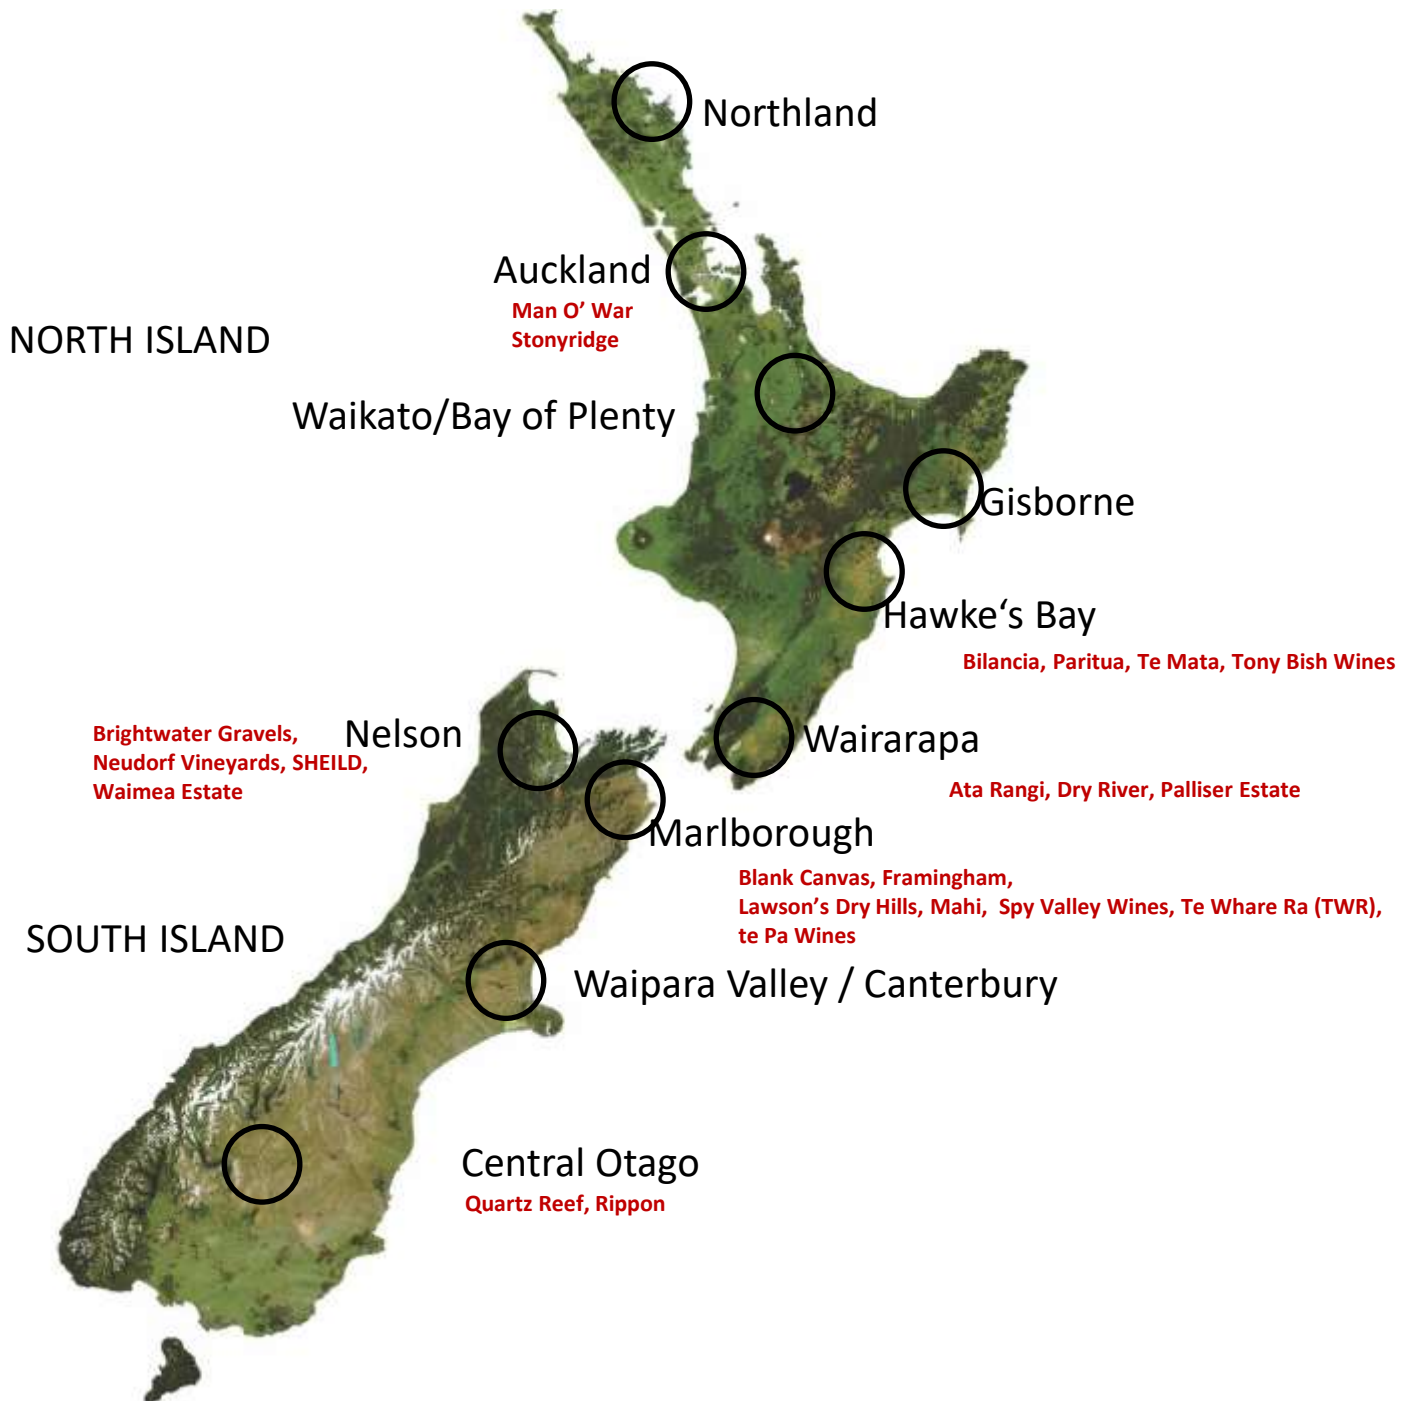 Northland
Auckland
Man O’ War
Stonyridge
NORTH ISLAND
Waikato/Bay of Plenty
Gisborne
Hawke‘s Bay
Bilancia, Paritua, Te Mata, Tony Bish Wines
Nelson
Brightwater Gravels,
Neudorf Vineyards, SHEILD,
Waimea Estate
Wairarapa
Ata Rangi, Dry River, Palliser Estate
Marlborough
Blank Canvas, Framingham,
Lawson’s Dry Hills, Mahi,  Spy Valley Wines, Te Whare Ra (TWR),
te Pa Wines
SOUTH ISLAND
Waipara Valley / Canterbury
Central Otago
Quartz Reef, Rippon